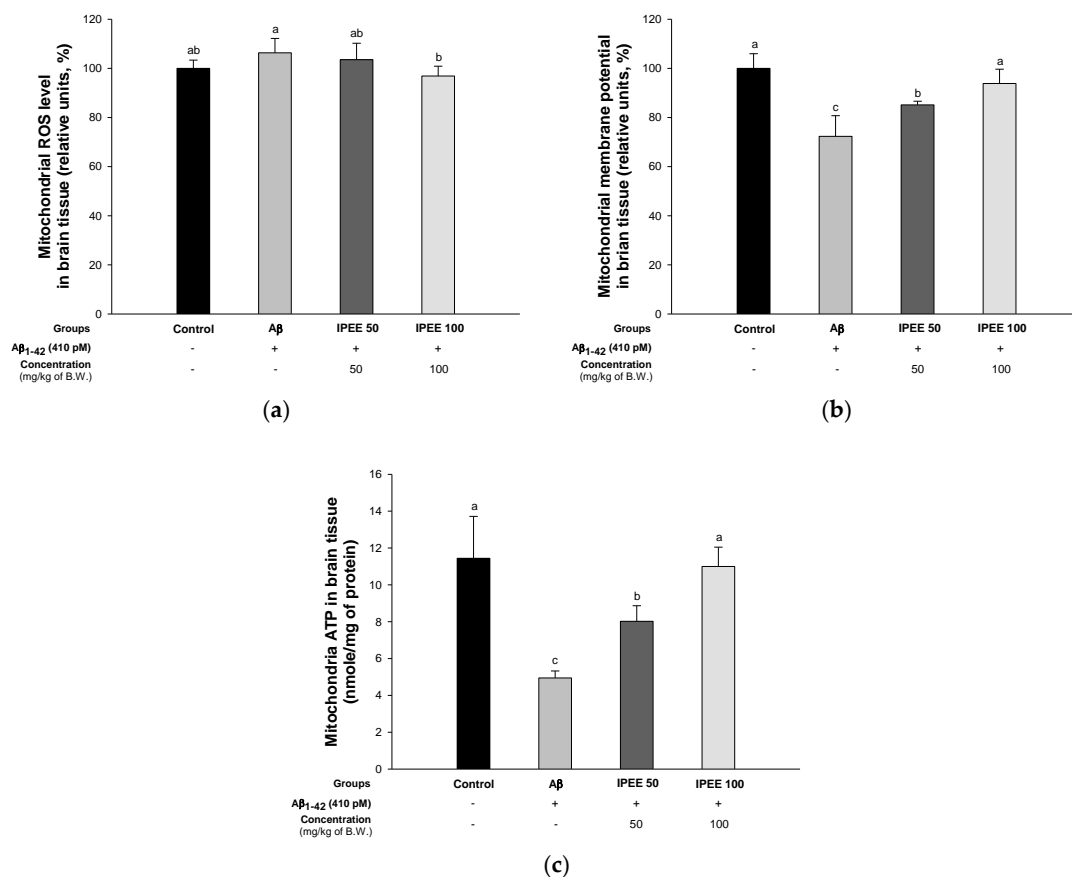 Mitochondrial ROS level
in brain tissue (relative units, %)
120
100
80
60
40
20
0
ab
a
ab
b
Groups Control Aβ IPEE 50 IPEE 100
Aβ1-42 (410 pM) - + + +
Concentration
(mg/kg of B.W.) - - 50 100
(a)
Mitochondrial membrane potential
in brian tissue (relative units, %)
120
100
80
60
40
20
0
a
c
b
a
Groups Control Aβ IPEE 50 IPEE 100
Aβ1-42 (410 pM) - + + +
Concentration
(mg/kg of B.W.) - - 50 100
(b)
Mitochondria ATP in brain tissue
(nmole/mg of protein)
16
14
12
10
8
6
4
2
0
a
c
b
a
Groups Control Aβ IPEE 50 IPEE 100
Aβ1-42 (410 pM) - + + +
Concentration
(mg/kg of B.W.) - - 50 100
(c)